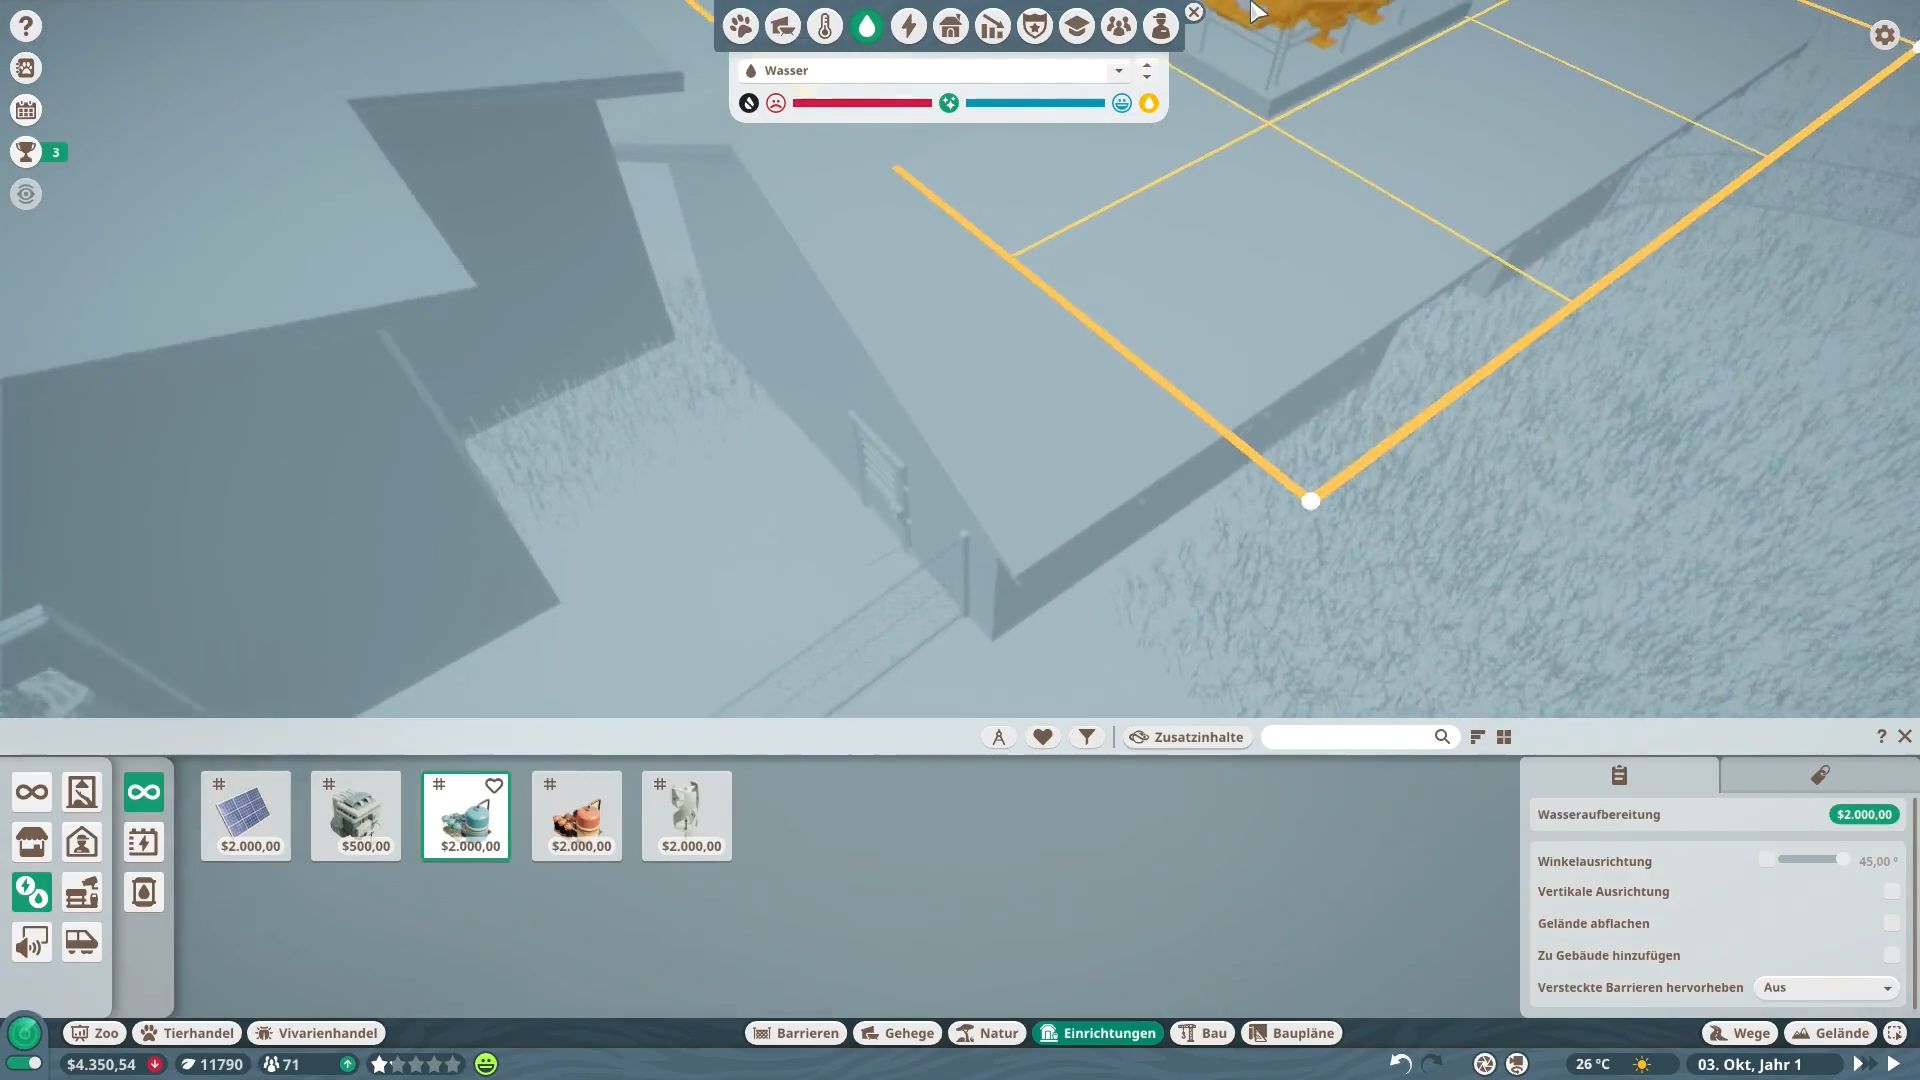 3
Wasser
Zusatzinhalte
$2.000,00
$500,00
$2.000,00
$2.000,00
$2.000,00
Wasseraufbereitung
$2.000,00
Winkelausrichtung
45,00 °
Vertikale Ausrichtung
Gelände abflachen
Zu Gebäude hinzufügen
Versteckte Barrieren hervorheben
Aus
Zoo
Tierhandel
Vivarienhandel
Barrieren
Gehege
Natur
Einrichtungen
Bau
Baupläne
Wege
Gelände
$4.350,54
11790
71
26 °C
03. Okt, Jahr 1